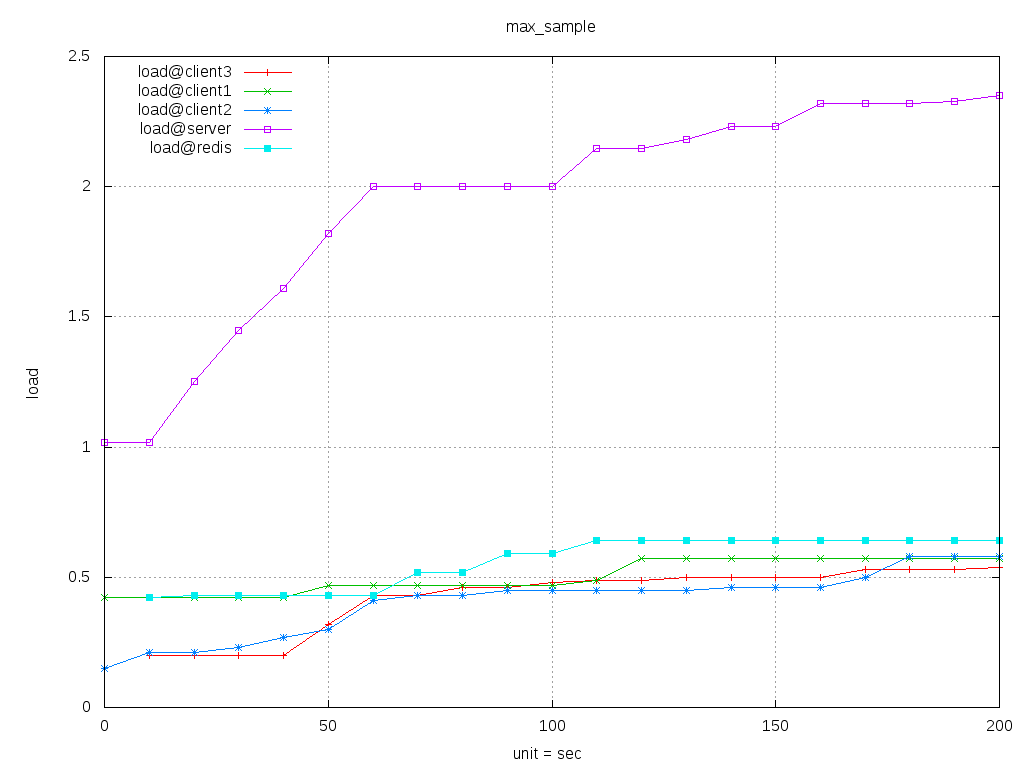 max_sample
load@client3
load@client1
load@client2
load@server
load@redis
2.5
2
1.5
1
0.5
0
load
0 50 100 150 200
unit = sec